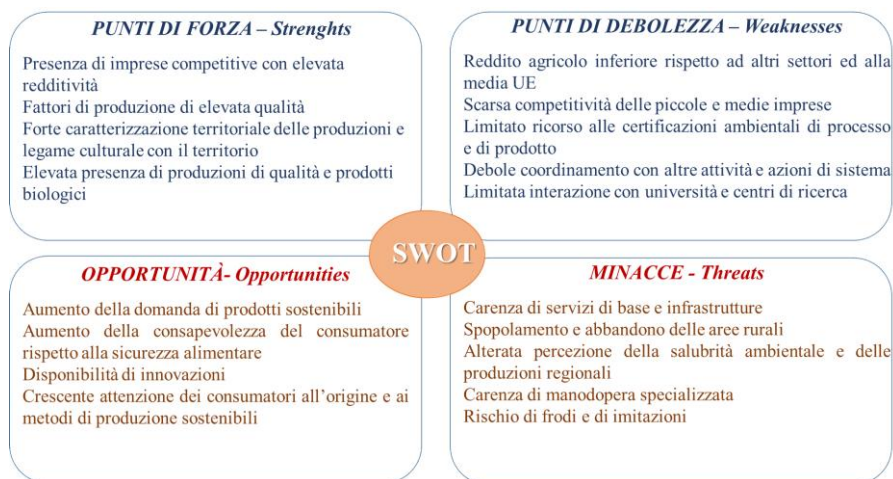 PUNTI DI FORZA – Strenghts
Presenza di imprese competitive con elevata
redditività
Fattori di produzione di elevata qualità
Forte caratterizzazione territoriale delle produzioni e
legame culturale con il territorio
Elevata presenza di produzioni di qualità e prodotti
biologici
PUNTI DI DEBOLEZZA – Weaknesses
Reddito agricolo inferiore rispetto ad altri settori ed alla
media UE
Scarsa competitività delle piccole e medie imprese
Limitato ricorso alle certificazioni ambientali di processo
e di prodotto
Debole coordinamento con altre attività e azioni di sistema
Limitata interazione con università e centri di ricerca
SWOT
OPPORTUNITÀ- Opportunities
Aumento della domanda di prodotti sostenibili
Aumento della consapevolezza del consumatore
rispetto alla sicurezza alimentare
Disponibilità di innovazioni
Crescente attenzione dei consumatori all’origine e ai
metodi di produzione sostenibili
MINACCE - Threats
Carenza di servizi di base e infrastrutture
Spopolamento e abbandono delle aree rurali
Alterata percezione della salubrità ambientale e delle
produzioni regionali
Carenza di manodopera specializzata
Rischio di frodi e di imitazioni